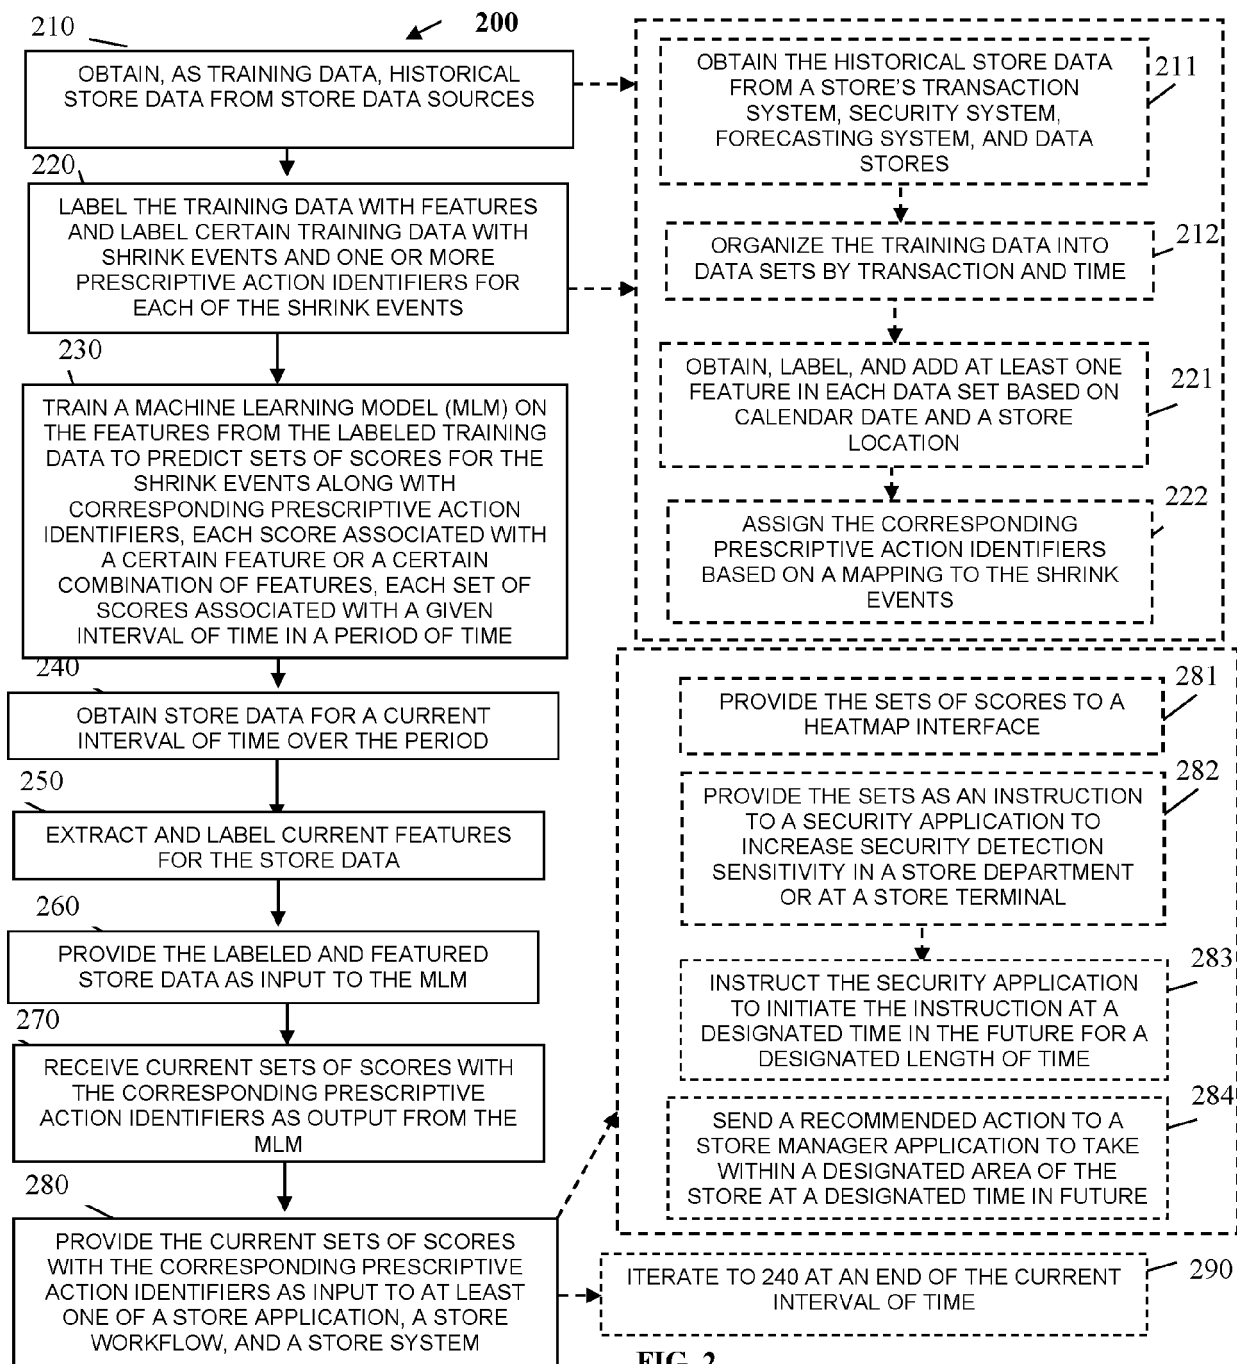 210
200
OBTAIN, AS TRAINING DATA, HISTORICAL
STORE DATA FROM STORE DATA SOURCES
220
LABEL THE TRAINING DATA WITH FEATURES
AND LABEL CERTAIN TRAINING DATA WITH
SHRINK EVENTS AND ONE OR MORE
PRESCRIPTIVE ACTION IDENTIFIERS FOR
EACH OF THE SHRINK EVENTS
230
TRAIN A MACHINE LEARNING MODEL (MLM) ON
THE FEATURES FROM THE LABELED TRAINING
DATA TO PREDICT SETS OF SCORES FOR THE
SHRINK EVENTS ALONG WITH
CORRESPONDING PRESCRIPTIVE ACTION
IDENTIFIERS, EACH SCORE ASSOCIATED WITH
A CERTAIN FEATURE OR A CERTAIN
COMBINATION OF FEATURES, EACH SET OF
SCORES ASSOCIATED WITH A GIVEN
INTERVAL OF TIME IN A PERIOD OF TIME
240
OBTAIN STORE DATA FOR A CURRENT
INTERVAL OF TIME OVER THE PERIOD
250
EXTRACT AND LABEL CURRENT FEATURES
FOR THE STORE DATA
260
PROVIDE THE LABELED AND FEATURED
STORE DATA AS INPUT TO THE MLM
270
RECEIVE CURRENT SETS OF SCORES WITH
THE CORRESPONDING PRESCRIPTIVE
ACTION IDENTIFIERS AS OUTPUT FROM THE
MLM
280
PROVIDE THE CURRENT SETS OF SCORES
WITH THE CORRESPONDING PRESCRIPTIVE
ACTION IDENTIFIERS AS INPUT TO AT LEAST
ONE OF A STORE APPLICATION, A STORE
WORKFLOW, AND A STORE SYSTEM
OBTAIN THE HISTORICAL STORE DATA
FROM A STORE'S TRANSACTION
SYSTEM, SECURITY SYSTEM,
FORECASTING SYSTEM, AND DATA
STORES
211
ORGANIZE THE TRAINING DATA INTO
DATA SETS BY TRANSACTION AND TIME
212
OBTAIN, LABEL, AND ADD AT LEAST ONE
FEATURE IN EACH DATA SET BASED ON
CALENDAR DATE AND A STORE
LOCATION
221
ASSIGN THE CORRESPONDING
PRESCRIPTIVE ACTION IDENTIFIERS
BASED ON A MAPPING TO THE SHRINK
EVENTS
222
PROVIDE THE SETS OF SCORES TO A
HEATMAP INTERFACE
281
PROVIDE THE SETS AS AN INSTRUCTION
TO A SECURITY APPLICATION TO
INCREASE SECURITY DETECTION
SENSITIVITY IN A STORE DEPARTMENT
OR AT A STORE TERMINAL
282
INSTRUCT THE SECURITY APPLICATION
TO INITIATE THE INSTRUCTION AT A
DESIGNATED TIME IN THE FUTURE FOR A
DESIGNATED LENGTH OF TIME
283
SEND A RECOMMENDED ACTION TO A
STORE MANAGER APPLICATION TO TAKE
WITHIN A DESIGNATED AREA OF THE
STORE AT A DESIGNATED TIME IN FUTURE
284
ITERATE TO 240 AT AN END OF THE CURRENT
INTERVAL OF TIME
290
FIG. 2